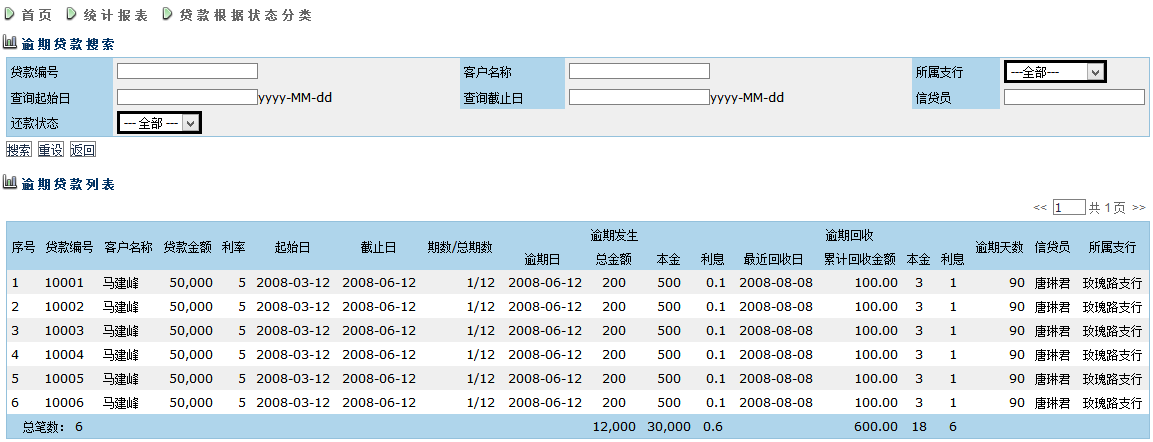 首页 统计报表 贷款根据状态分类
逾期贷款搜索
贷款编号 客户名称 所属支行 ---全部---
查询起始日 yyyy-MM-dd 查询截止日 yyyy-MM-dd 信贷员
还款状态 --- 全部 ---
搜索 重设 返回
逾期贷款列表
<< 1 共 1 页 >>
序号 贷款编号 客户名称 贷款金额 利率 起始日 截止日 期数/总期数 逾期发生 逾期回收 逾期天数 信贷员 所属支行
逾期日 总金额 本金 利息 最近回收日 累计回收金额 本金 利息
1 10001 马建峰 50,000 5 2008-03-12 2008-06-12 1/12 2008-06-12 200 500 0.1 2008-08-08 100.00 3 1 90 唐琳君 玫瑰路支行
2 10002 马建峰 50,000 5 2008-03-12 2008-06-12 1/12 2008-06-12 200 500 0.1 2008-08-08 100.00 3 1 90 唐琳君 玫瑰路支行
3 10003 马建峰 50,000 5 2008-03-12 2008-06-12 1/12 2008-06-12 200 500 0.1 2008-08-08 100.00 3 1 90 唐琳君 玫瑰路支行
4 10004 马建峰 50,000 5 2008-03-12 2008-06-12 1/12 2008-06-12 200 500 0.1 2008-08-08 100.00 3 1 90 唐琳君 玫瑰路支行
5 10005 马建峰 50,000 5 2008-03-12 2008-06-12 1/12 2008-06-12 200 500 0.1 2008-08-08 100.00 3 1 90 唐琳君 玫瑰路支行
6 10006 马建峰 50,000 5 2008-03-12 2008-06-12 1/12 2008-06-12 200 500 0.1 2008-08-08 100.00 3 1 90 唐琳君 玫瑰路支行
总笔数： 6 12,000 30,000 0.6 600.00 18 6